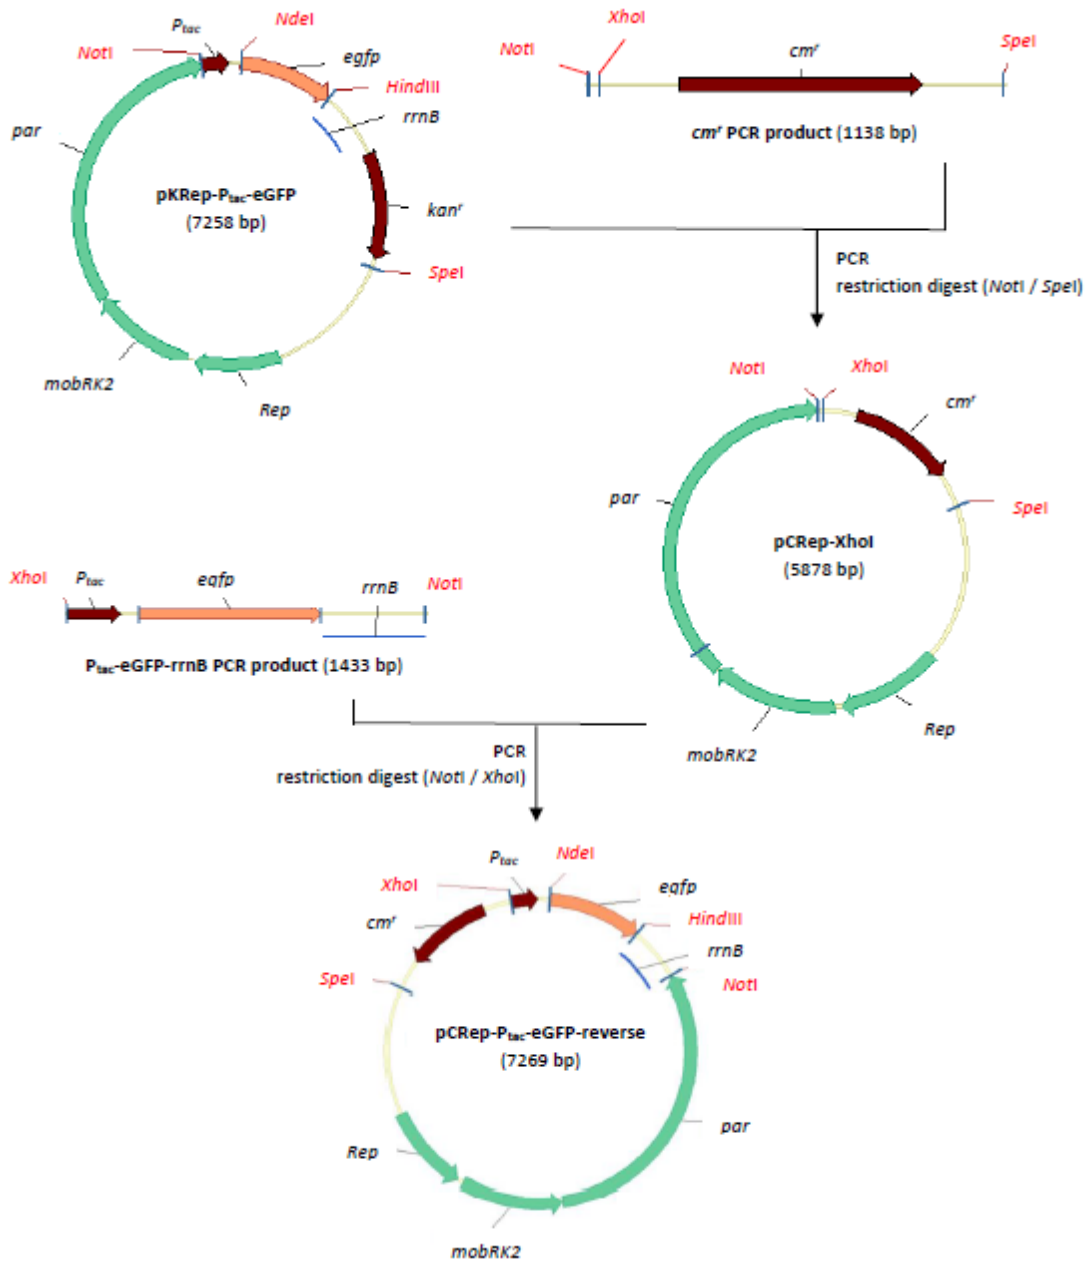 Ptac
NdeI
NotI
egfp
HindIII
rrnB
par
pKRep-Ptac-eGFP
(7258 bp)
kanr
SpeI
mobRK2
Rep
XhoI
NotI
cmr
SpeI
cmr PCR product (1138 bp)
PCR
restriction digest (NotI / SpeI)
NotI
XhoI
cmr
par
SpeI
pCRep-XhoI
(5878 bp)
Rep
mobRK2
XhoI
Ptac
egfp
rrnB
NotI
Ptac-eGFP-rrnB PCR product (1433 bp)
PCR
restriction digest (NotI / XhoI)
Ptac
NdeI
XhoI
egfp
cmr
HindIII
rrnB
SpeI
NotI
pCRep-Ptac-eGFP-reverse
(7269 bp)
par
Rep
mobRK2